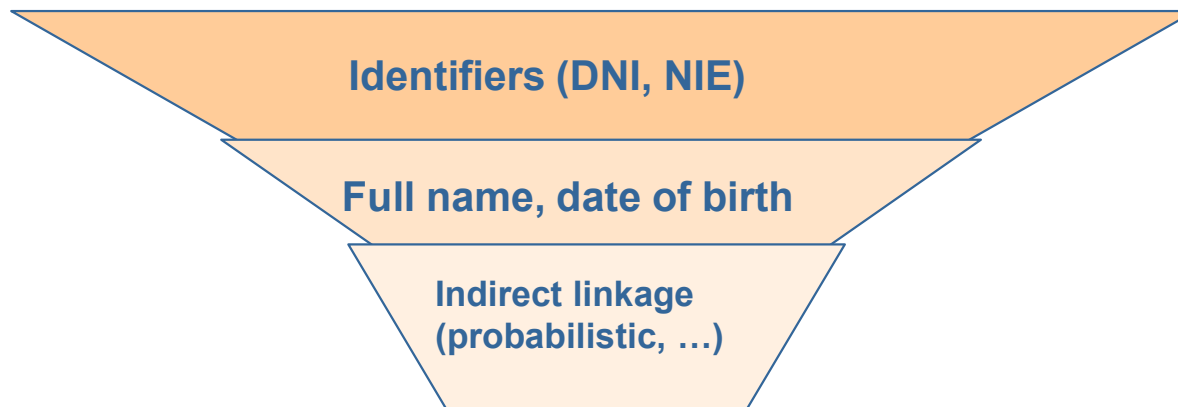 Identifiers (DNI, NIE)
Full name, date of birth
Indirect linkage
(probabilistic, …)